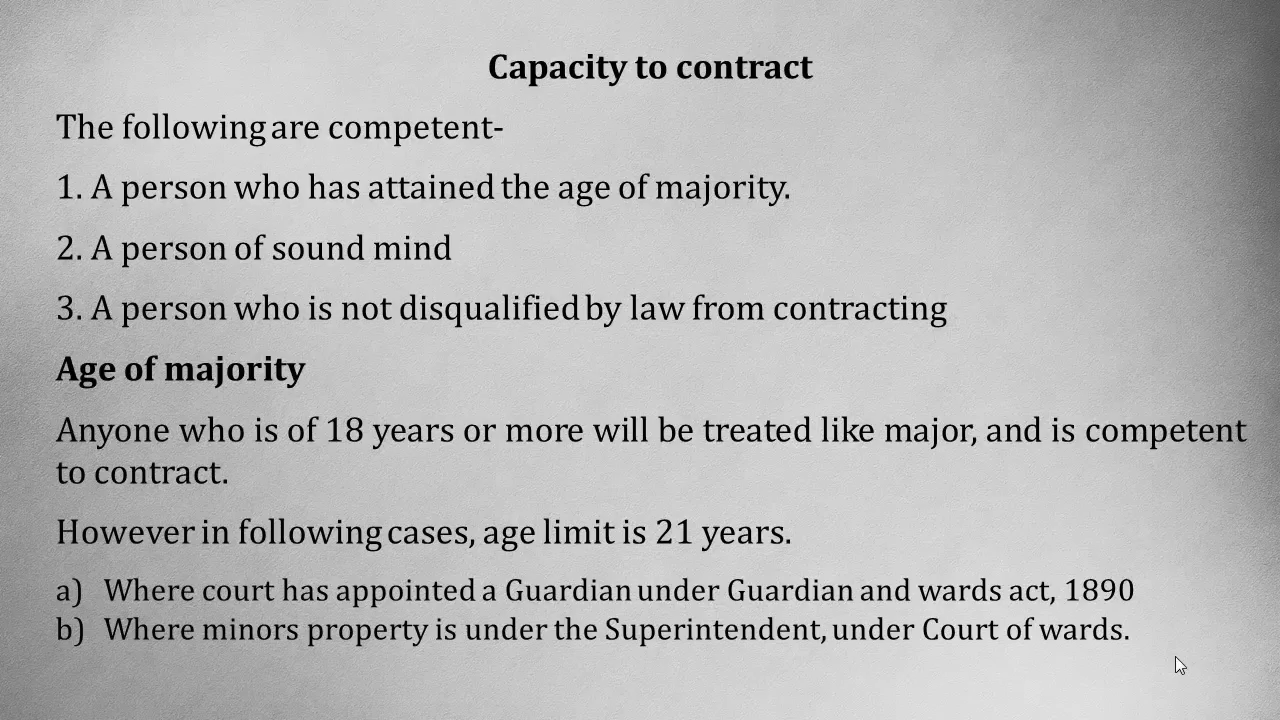 Capacity to contract
The following are competent-
1. A person who has attained the age of majority.
2. A person of sound mind
3. A person who is not disqualified by law from contracting
Age of majority
Anyone who is of 18 years or more will be treated like major, and is competent
to contract.
However in following cases, age limit is 21 years.
a) Where court has appointed a Guardian under Guardian and wards act, 1890
b) Where minors property is under the Superintendent, under Court of wards.